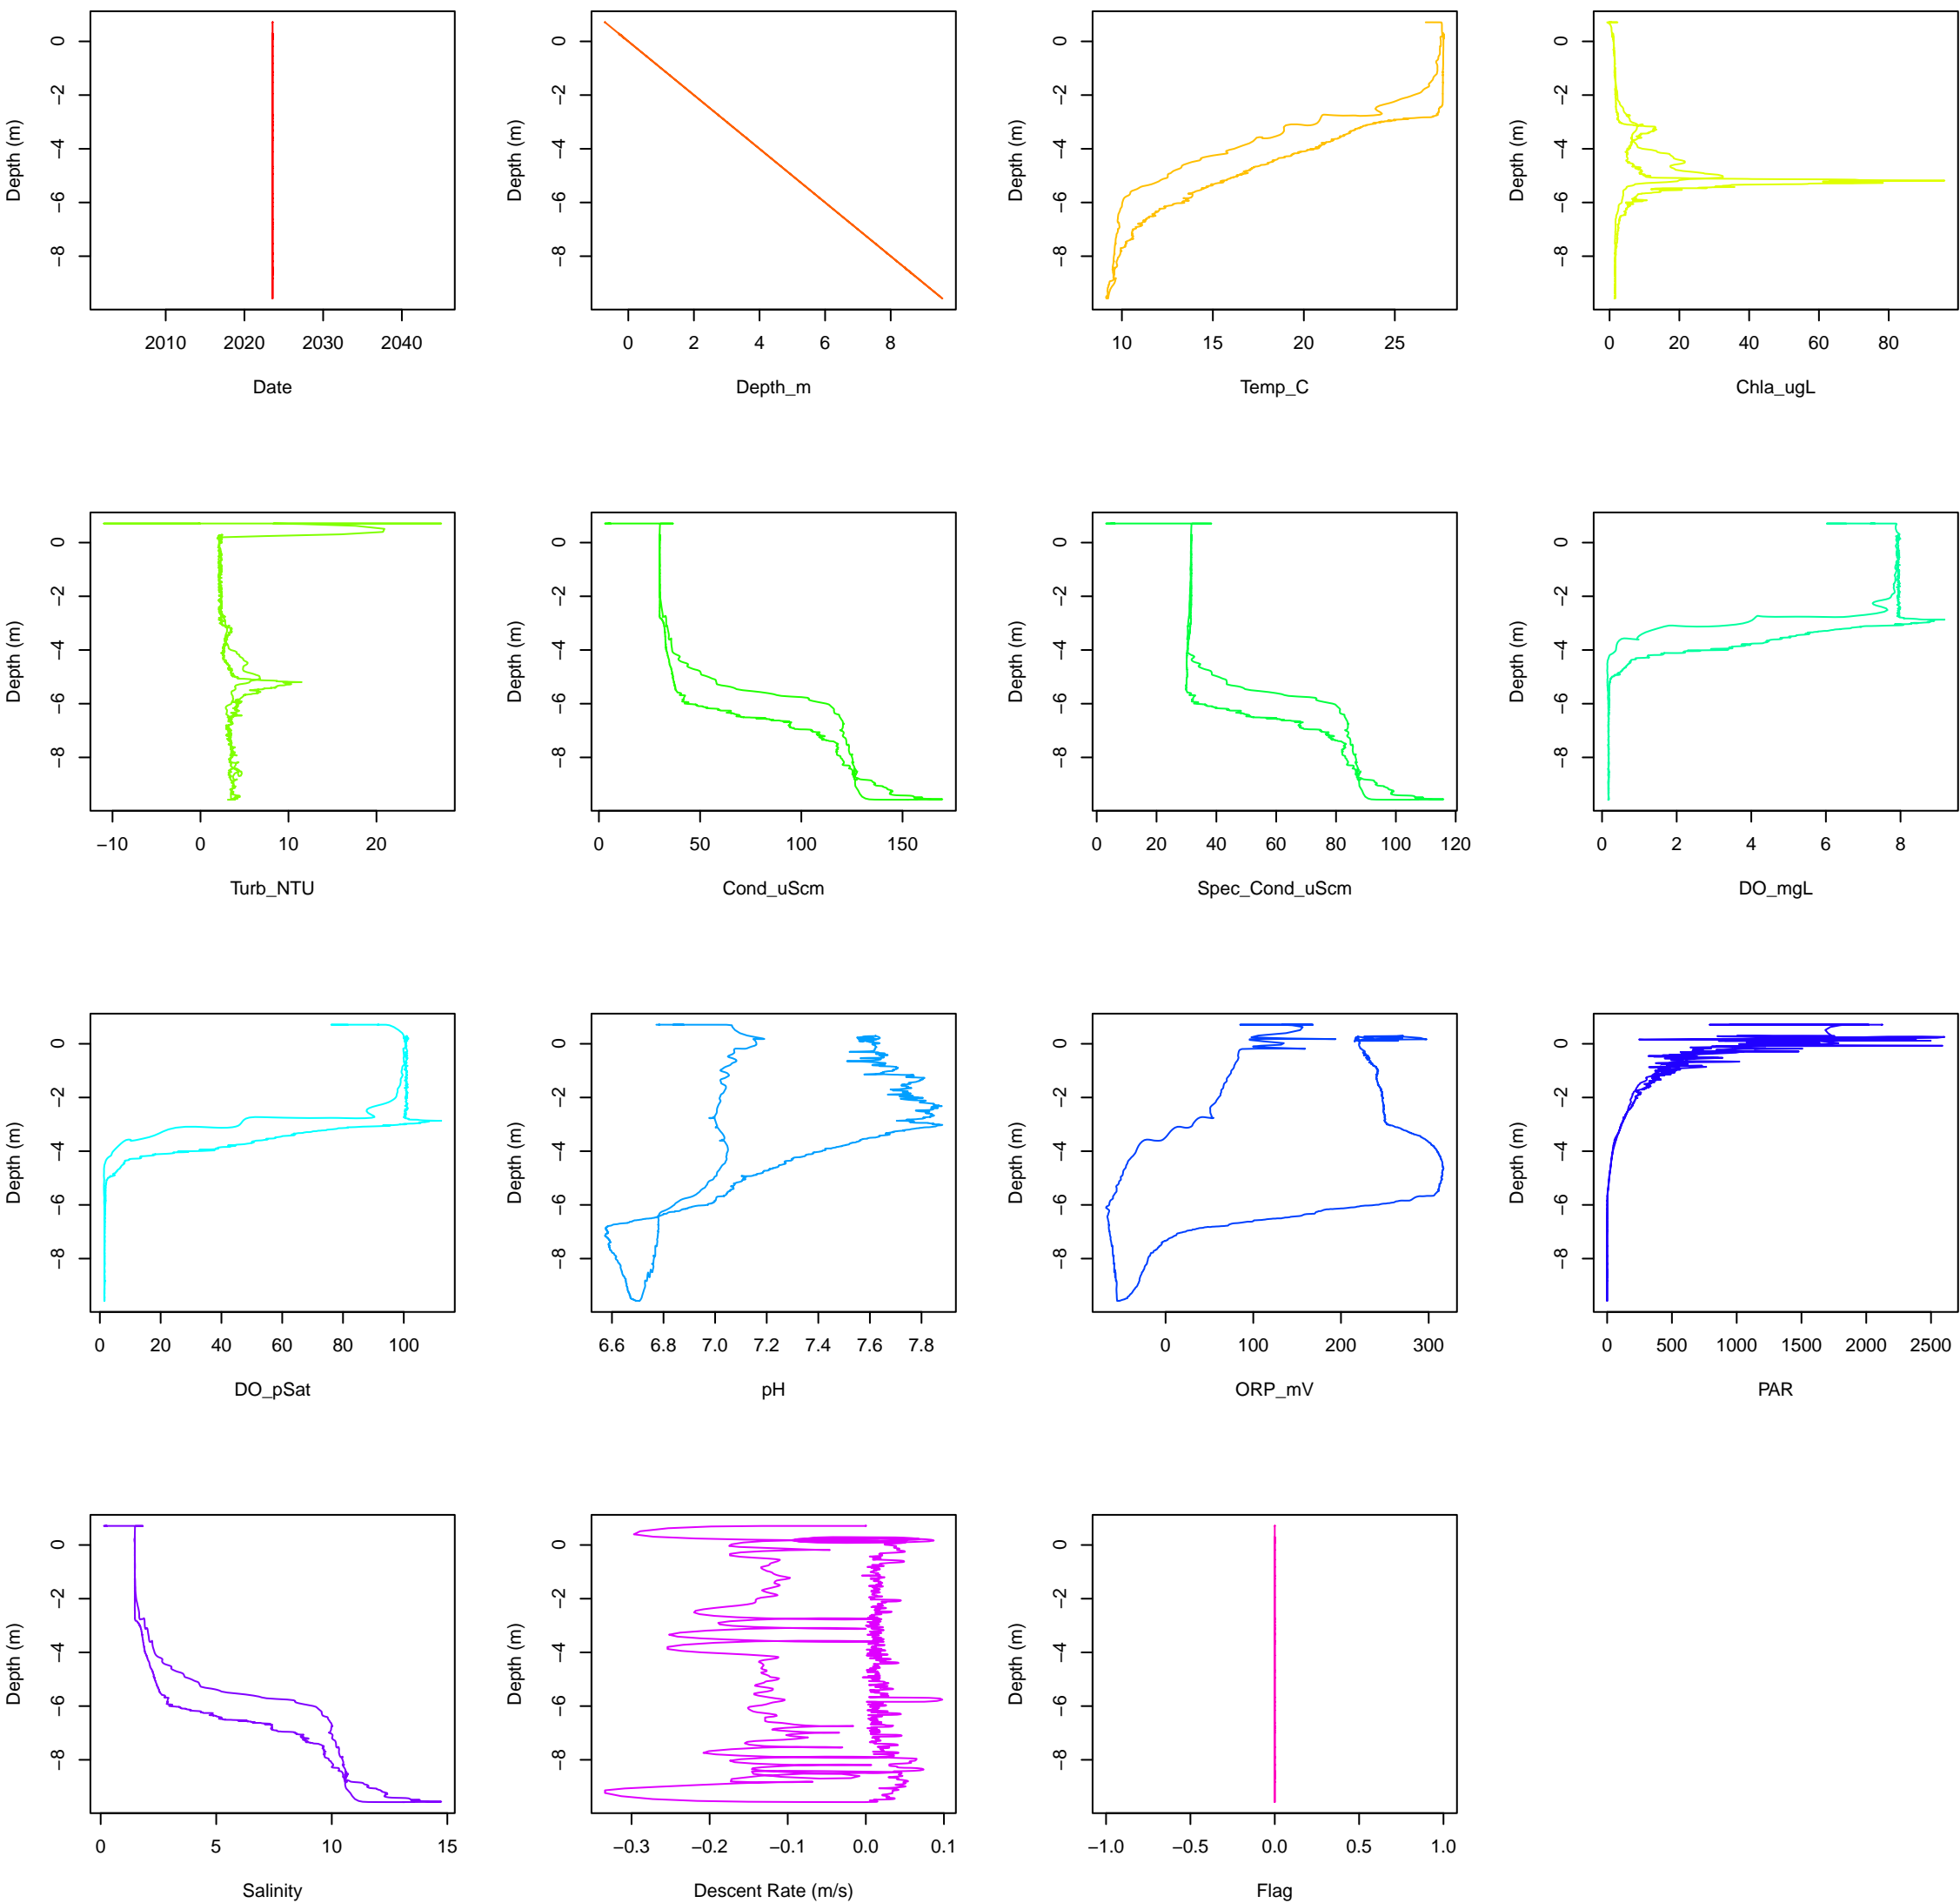 0 −2 −4 −6 −8 Depth (m)
2010 2020 2030 2040
Date
0 −2 −4 −6 −8 Depth (m)
0 2 4 6 8
Depth_m
0 −2 −4 −6 −8 Depth (m)
10 15 20 25
Temp_C
0 −2 −4 −6 −8 Depth (m)
0 20 40 60 80
Chla_ugL
0 −2 −4 −6 −8 Depth (m)
−10 0 10 20
Turb_NTU
0 −2 −4 −6 −8 Depth (m)
0 50 100 150
Cond_uScm
0 −2 −4 −6 −8 Depth (m)
0 20 40 60 80 100 120
Spec_Cond_uScm
0 −2 −4 −6 −8 Depth (m)
0 2 4 6 8
DO_mgL
0 −2 −4 −6 −8 Depth (m)
0 20 40 60 80 100
DO_pSat
0 −2 −4 −6 −8 Depth (m)
6.6 6.8 7.0 7.2 7.4 7.6 7.8
pH
0 −2 −4 −6 −8 Depth (m)
0 100 200 300
ORP_mV
0 −2 −4 −6 −8 Depth (m)
0 500 1000 1500 2000 2500
PAR
0 −2 −4 −6 −8 Depth (m)
0 5 10 15
Salinity
0 −2 −4 −6 −8 Depth (m)
−0.3 −0.2 −0.1 0.0 0.1
Descent Rate (m/s)
0 −2 −4 −6 −8 Depth (m)
−1.0 −0.5 0.0 0.5 1.0
Flag